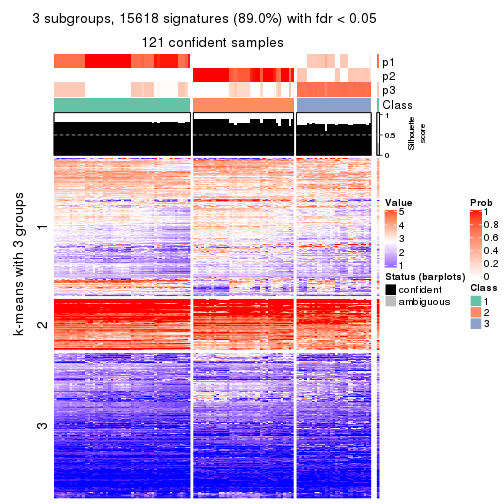 3 subgroups, 15618 signatures (89.0%) with fdr < 0.05
121 confident samples
p1
p2
p3
Class
1
0.5
0
Silhouette
score
k-means with 3 groups
1
2
3
Value
5
4
3
2
1
Status (barplots)
confident
ambiguous
Prob
1
0.8
0.6
0.4
0.2
0
Class
1
2
3